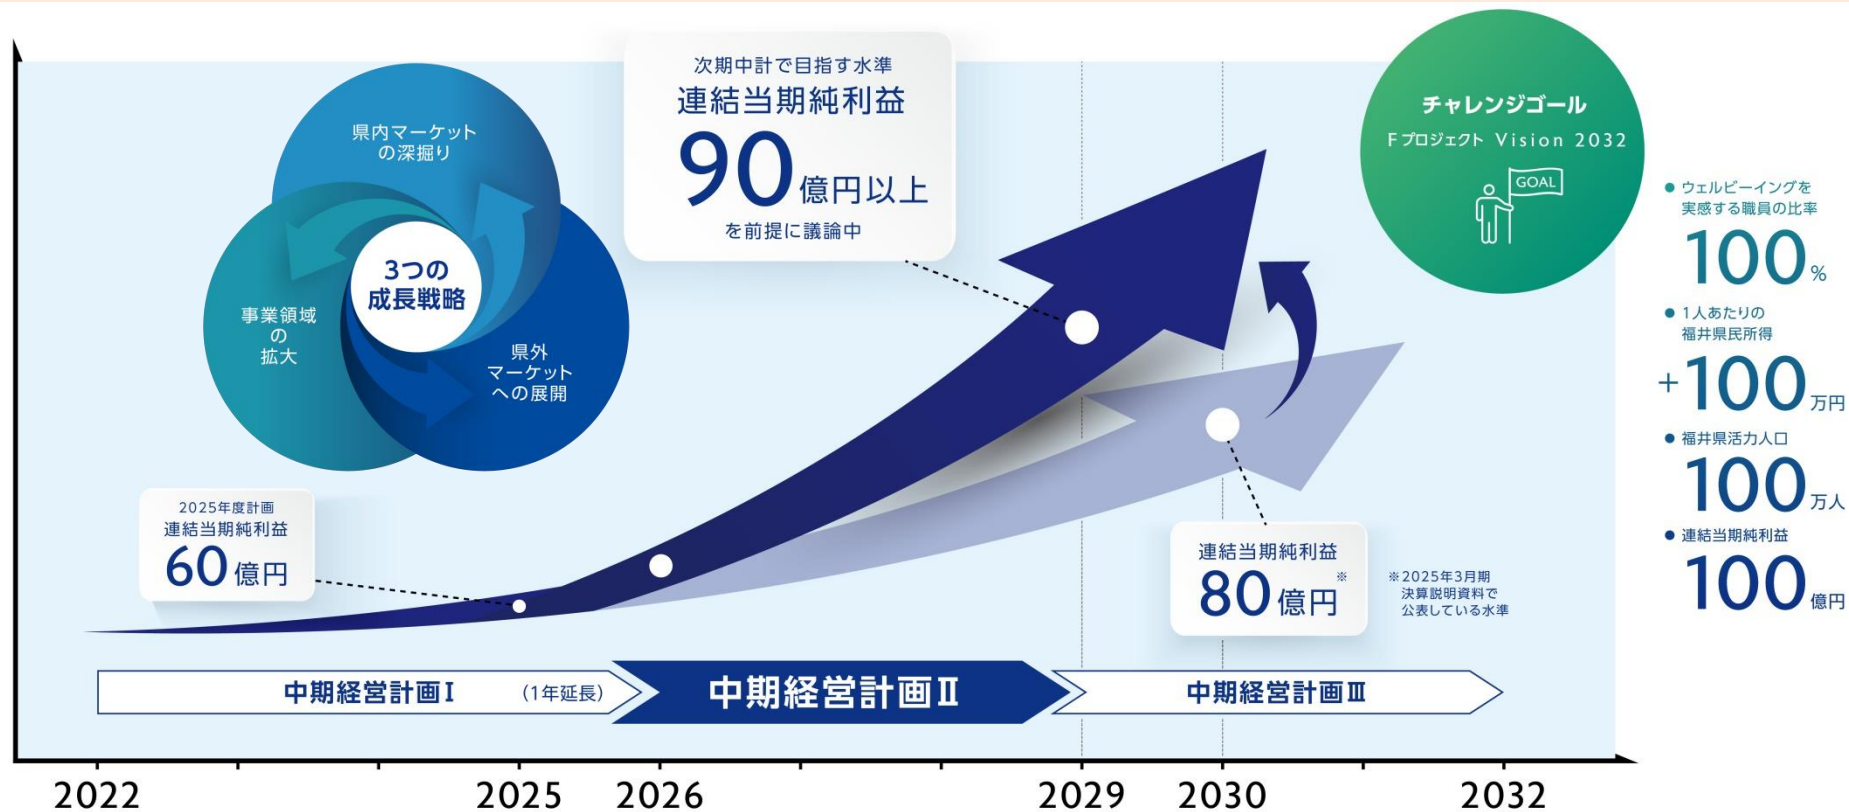 県内マーケット
の深掘り
3つの
成長戦略
事業領域
の
拡大
県外
マーケット
への展開
次期中計で目指す水準
連結当期純利益
90億円以上
を前提に議論中
チャレンジゴール
Fプロジェクト Vision 2032
GOAL
● ウェルビーイングを
実感する職員の比率
100%
● 1人あたりの
福井県民所得
+100万円
● 福井県活力人口
100万人
● 連結当期純利益
100億円
2025年度計画
連結当期純利益
60億円
連結当期純利益
80億円※
※2025年3月期
決算説明資料で
公表している水準
中期経営計画Ⅰ (1年延長)
中期経営計画Ⅱ
中期経営計画Ⅲ
2022 2025 2026 2029 2030 2032